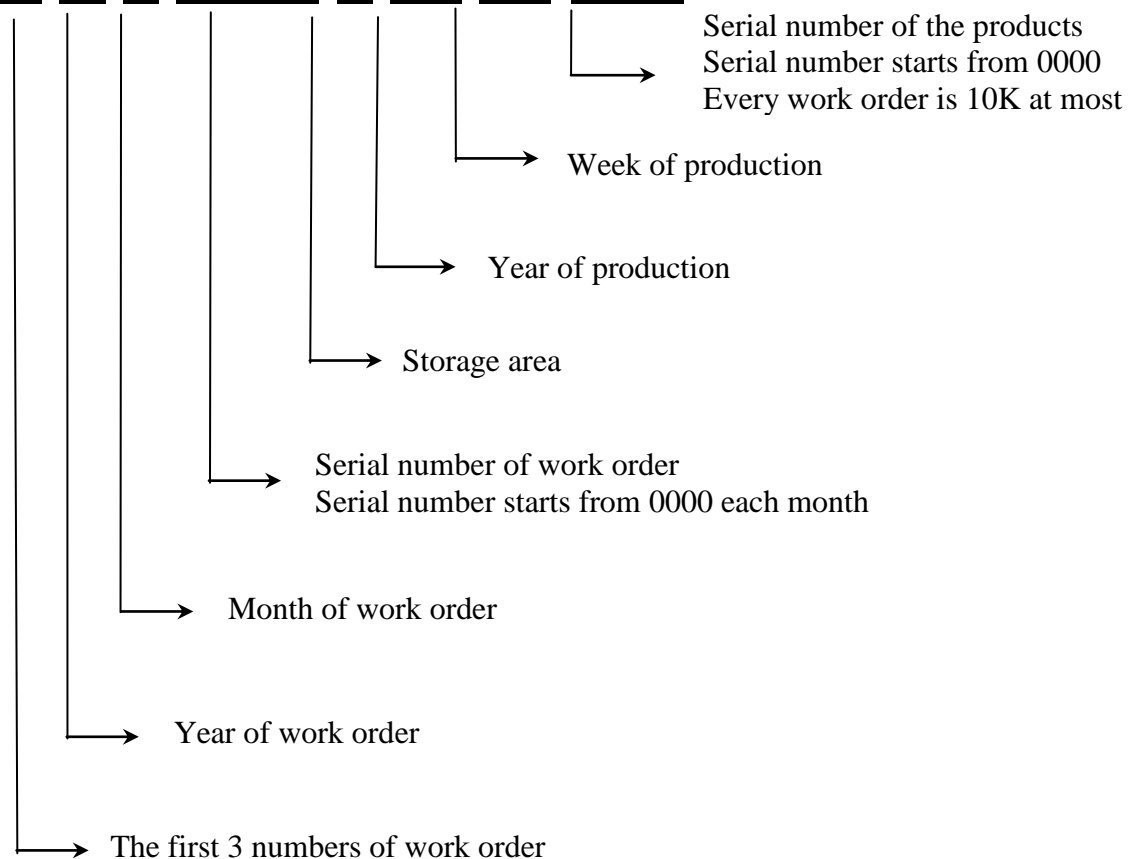 Serial number of the products
Serial number starts from 0000
Every work order is 10K at most
Week of production
Year of production
Storage area
Serial number of work order
Serial number starts from 0000 each month
Month of work order
Year of work order
The first 3 numbers of work order